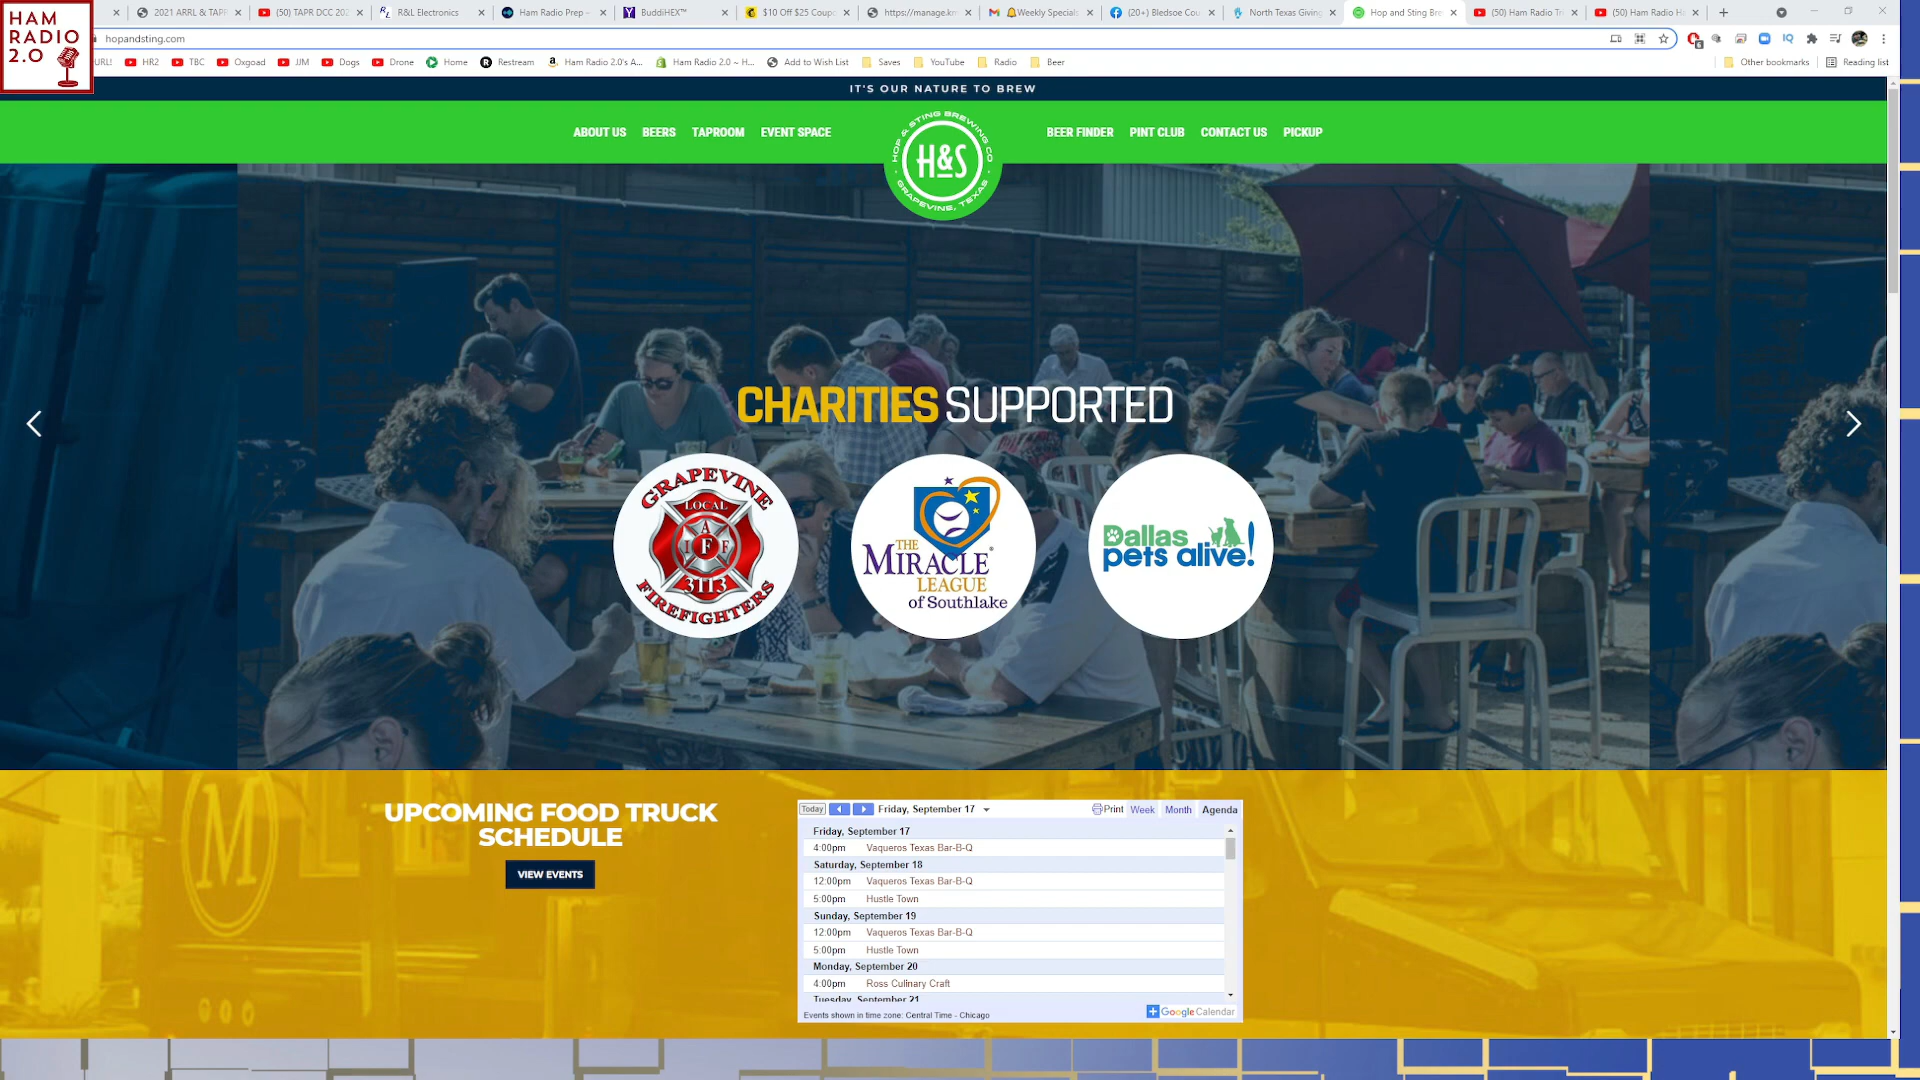 HAM
RADIO
2.0
2021 ARRL & TAPR
(50) TAPR DCC 202
R&L Electronics
Ham Radio Prep -
BuddiHEX™
$10 Off $25 Coupo
https://manage.km
Weekly Specials
(20+) Bledsoe Cou
North Texas Giving
Hop and Sting Bre
(50) Ham Radio Tr
(50) Ham Radio H
hopandsting.com
URL!
HR2
TBC
Oxgoad
JJM
Dogs
Drone
Home
Restream
Ham Radio 2.0's A...
Ham Radio 2.0 ~ H...
Add to Wish List
Saves
YouTube
Radio
Beer
Other bookmarks
Reading list
IT'S OUR NATURE TO BREW
ABOUT US
BEERS
TAPROOM
EVENT SPACE
HOP & STING BREWING CO
H&S
GRAPEVINE, TEXAS
BEER FINDER
PINT CLUB
CONTACT US
PICKUP
CHARITIES SUPPORTED
GRAPEVINE
LOCAL
A
I F F
3113
FIREFIGHTERS
THE
MIRACLE®
LEAGUE
of Southlake
Dallas
pets alive!
UPCOMING FOOD TRUCK
SCHEDULE
VIEW EVENTS
Today
Friday, September 17
Print
Week
Month
Agenda
Friday, September 17
4:00pm Vaqueros Texas Bar-B-Q
Saturday, September 18
12:00pm Vaqueros Texas Bar-B-Q
5:00pm Hustle Town
Sunday, September 19
12:00pm Vaqueros Texas Bar-B-Q
5:00pm Hustle Town
Monday, September 20
4:00pm Ross Culinary Craft
Tuesday, September 21
Events shown in time zone: Central Time - Chicago
Google Calendar
M